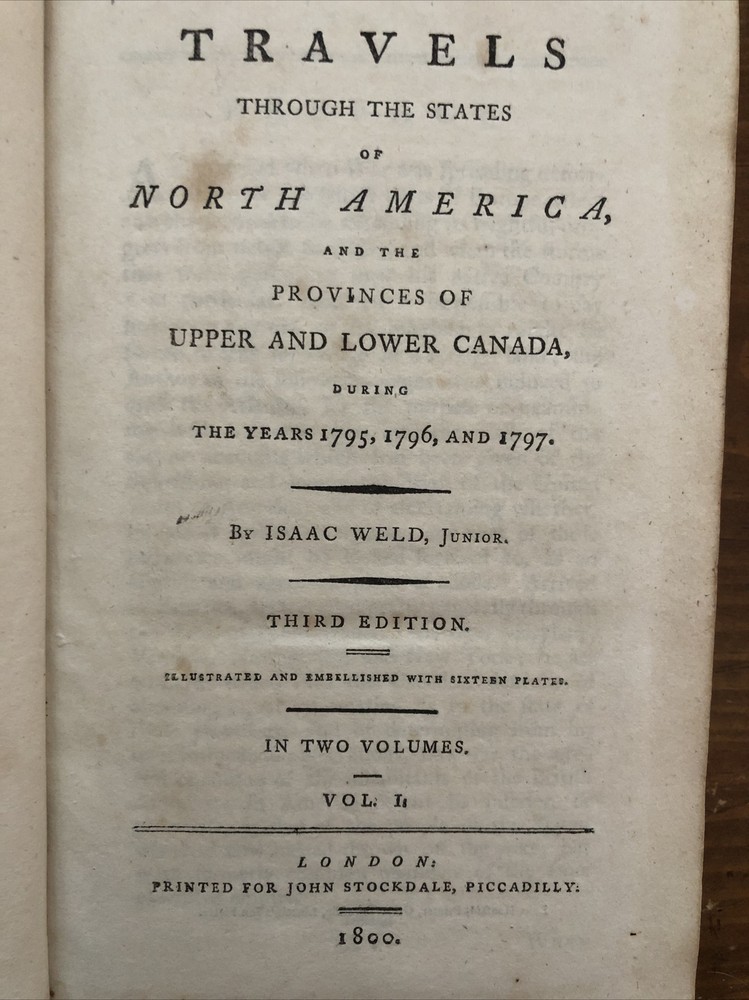 TRAVELS
THROUGH THE STATES
OF
NORTH AMERICA,
AND THE
PROVINCES OF
UPPER AND LOWER CANADA,
DURING
THE YEARS 1795, 1796, AND 1797.
By ISAAC WELD, Junior.
THIRD EDITION.
ILLUSTRATED AND EMBELLISHED WITH SIXTEEN PLATES.
IN TWO VOLUMES.
VOL. I.
LONDON:
PRINTED FOR JOHN STOCKDALE, PICCADILLY.
1800.